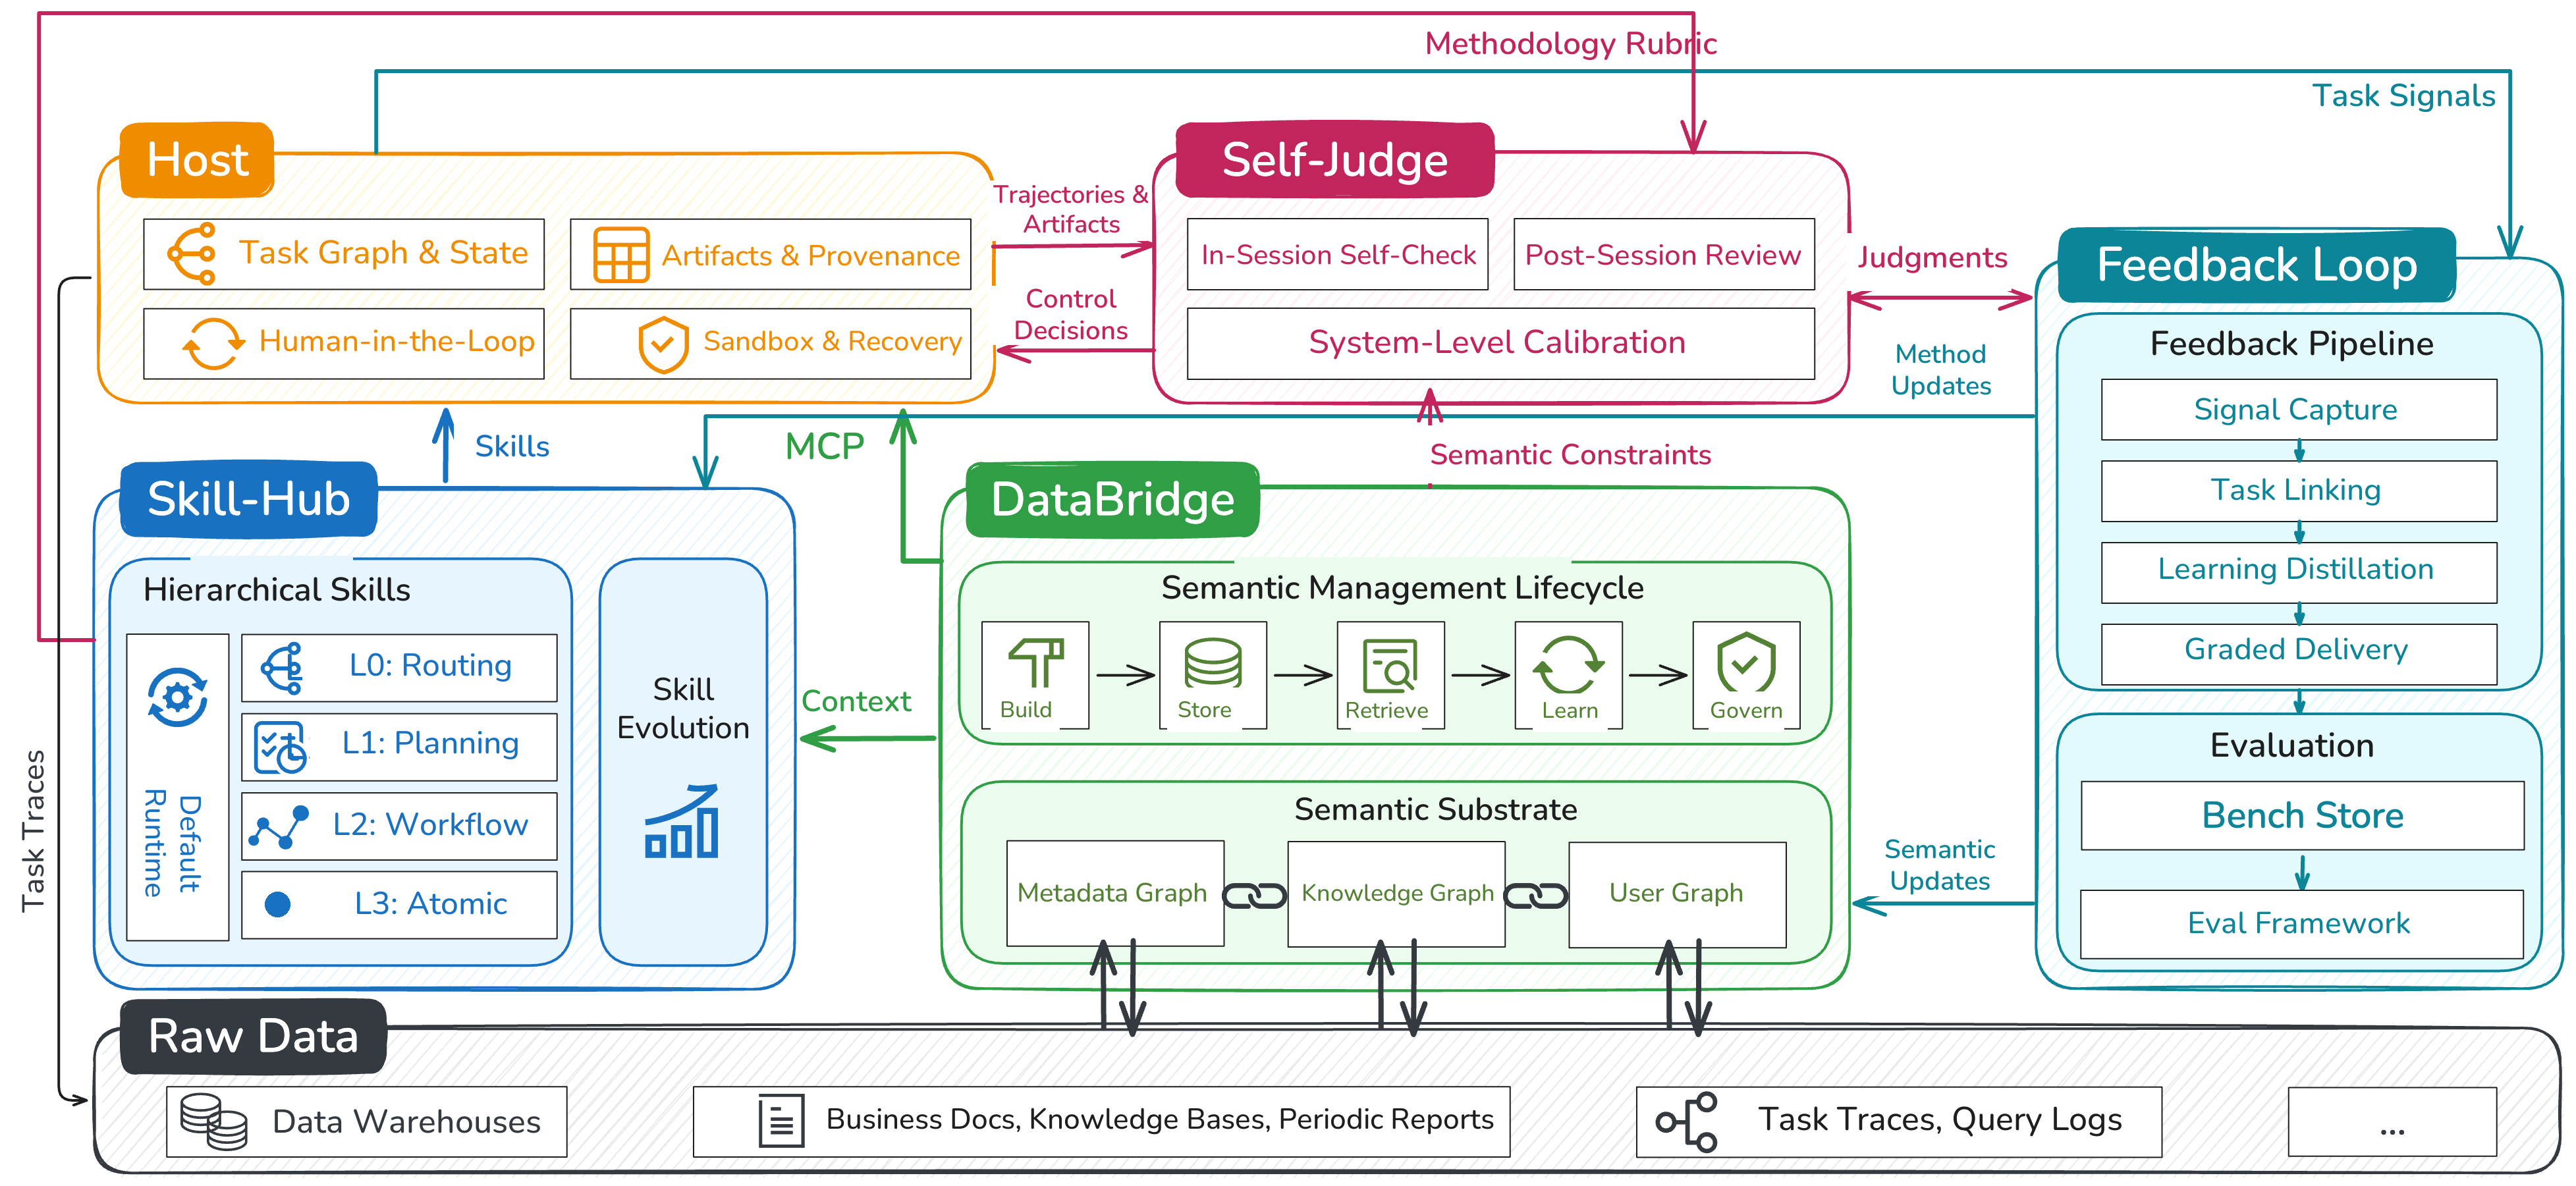 Methodology Rubric
Task Signals
Host
Task Graph & State
Artifacts & Provenance
Human-in-the-Loop
Sandbox & Recovery
Trajectories &
Artifacts
Control
Decisions
Self-Judge
In-Session Self-Check
Post-Session Review
System-Level Calibration
Judgments
Method
Updates
Feedback Loop
Feedback Pipeline
Signal Capture
Task Linking
Learning Distillation
Graded Delivery
Evaluation
Bench Store
Eval Framework
Skills
MCP
Semantic Constraints
Skill-Hub
Hierarchical Skills
Default
Runtime
L0: Routing
L1: Planning
L2: Workflow
L3: Atomic
Skill
Evolution
Context
DataBridge
Semantic Management Lifecycle
Build
Store
Retrieve
Learn
Govern
Semantic Substrate
Metadata Graph
Knowledge Graph
User Graph
Semantic
Updates
Task Traces
Raw Data
Data Warehouses
Business Docs, Knowledge Bases, Periodic Reports
Task Traces, Query Logs
...